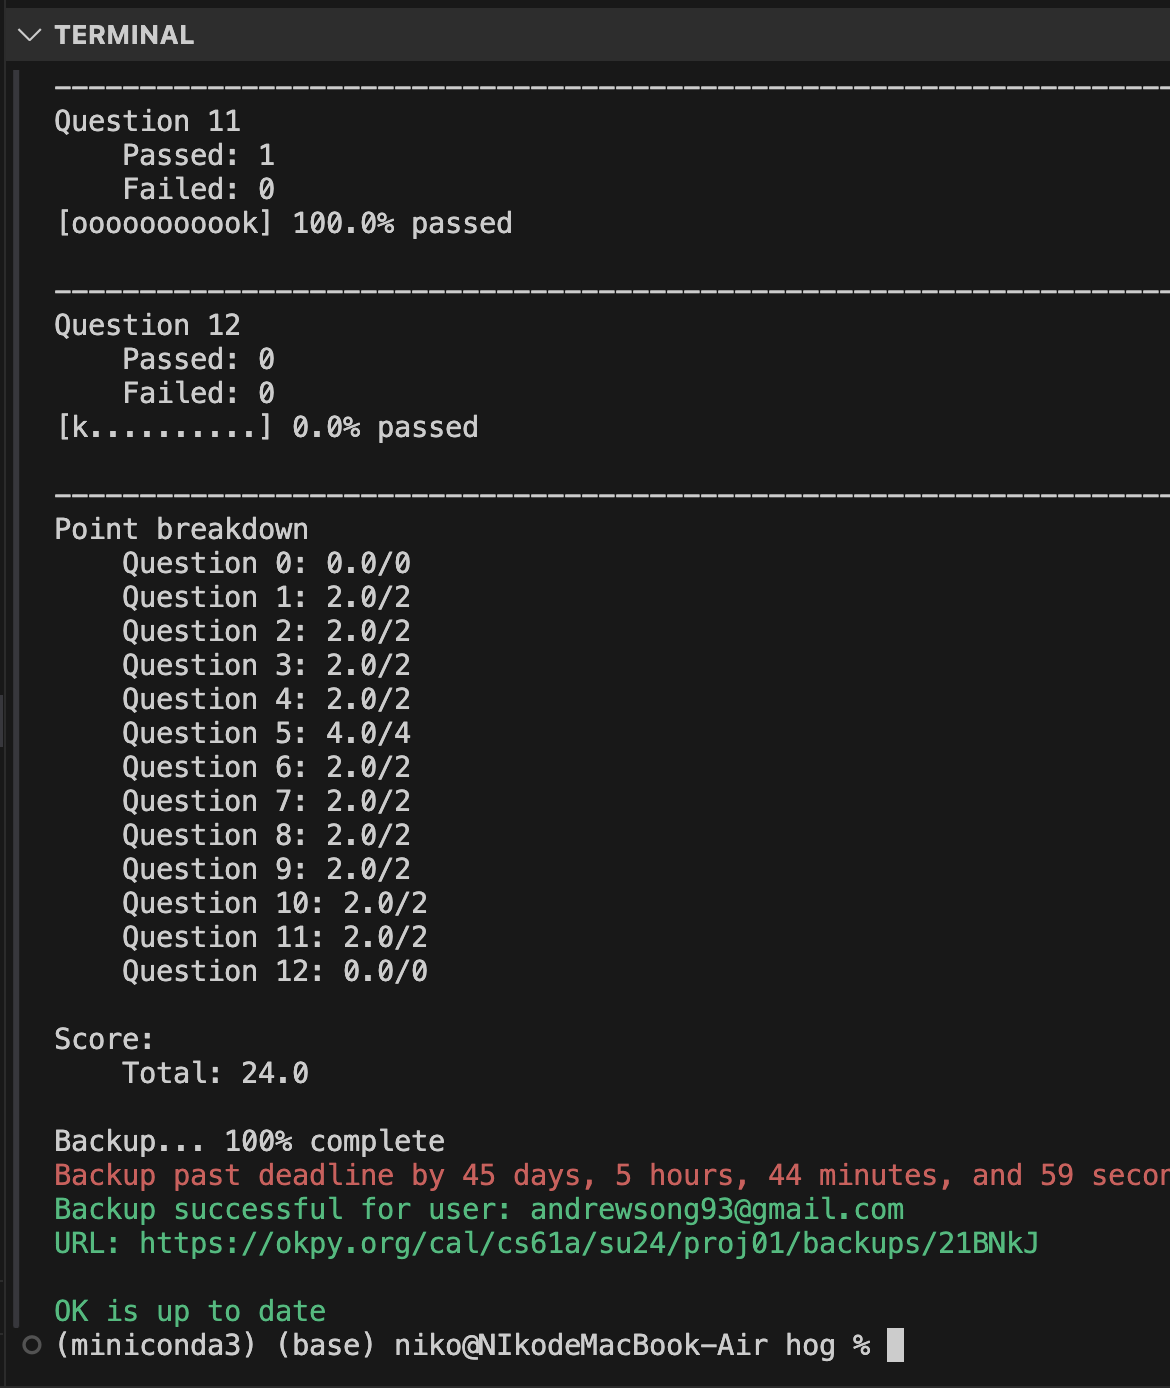 TERMINAL
---------------------------------------------------------------------
Question 11
    Passed: 1
    Failed: 0
[ooooooooook] 100.0% passed
---------------------------------------------------------------------
Question 12
    Passed: 0
    Failed: 0
[k..........] 0.0% passed
---------------------------------------------------------------------
Point breakdown
    Question 0: 0.0/0
    Question 1: 2.0/2
    Question 2: 2.0/2
    Question 3: 2.0/2
    Question 4: 2.0/2
    Question 5: 4.0/4
    Question 6: 2.0/2
    Question 7: 2.0/2
    Question 8: 2.0/2
    Question 9: 2.0/2
    Question 10: 2.0/2
    Question 11: 2.0/2
    Question 12: 0.0/0
Score:
    Total: 24.0
Backup... 100% complete
Backup past deadline by 45 days, 5 hours, 44 minutes, and 59 secon
Backup successful for user: andrewsong93@gmail.com
URL: https://okpy.org/cal/cs61a/su24/proj01/backups/21BNkJ
OK is up to date
(miniconda3) (base) niko@NIkodeMacBook-Air hog %